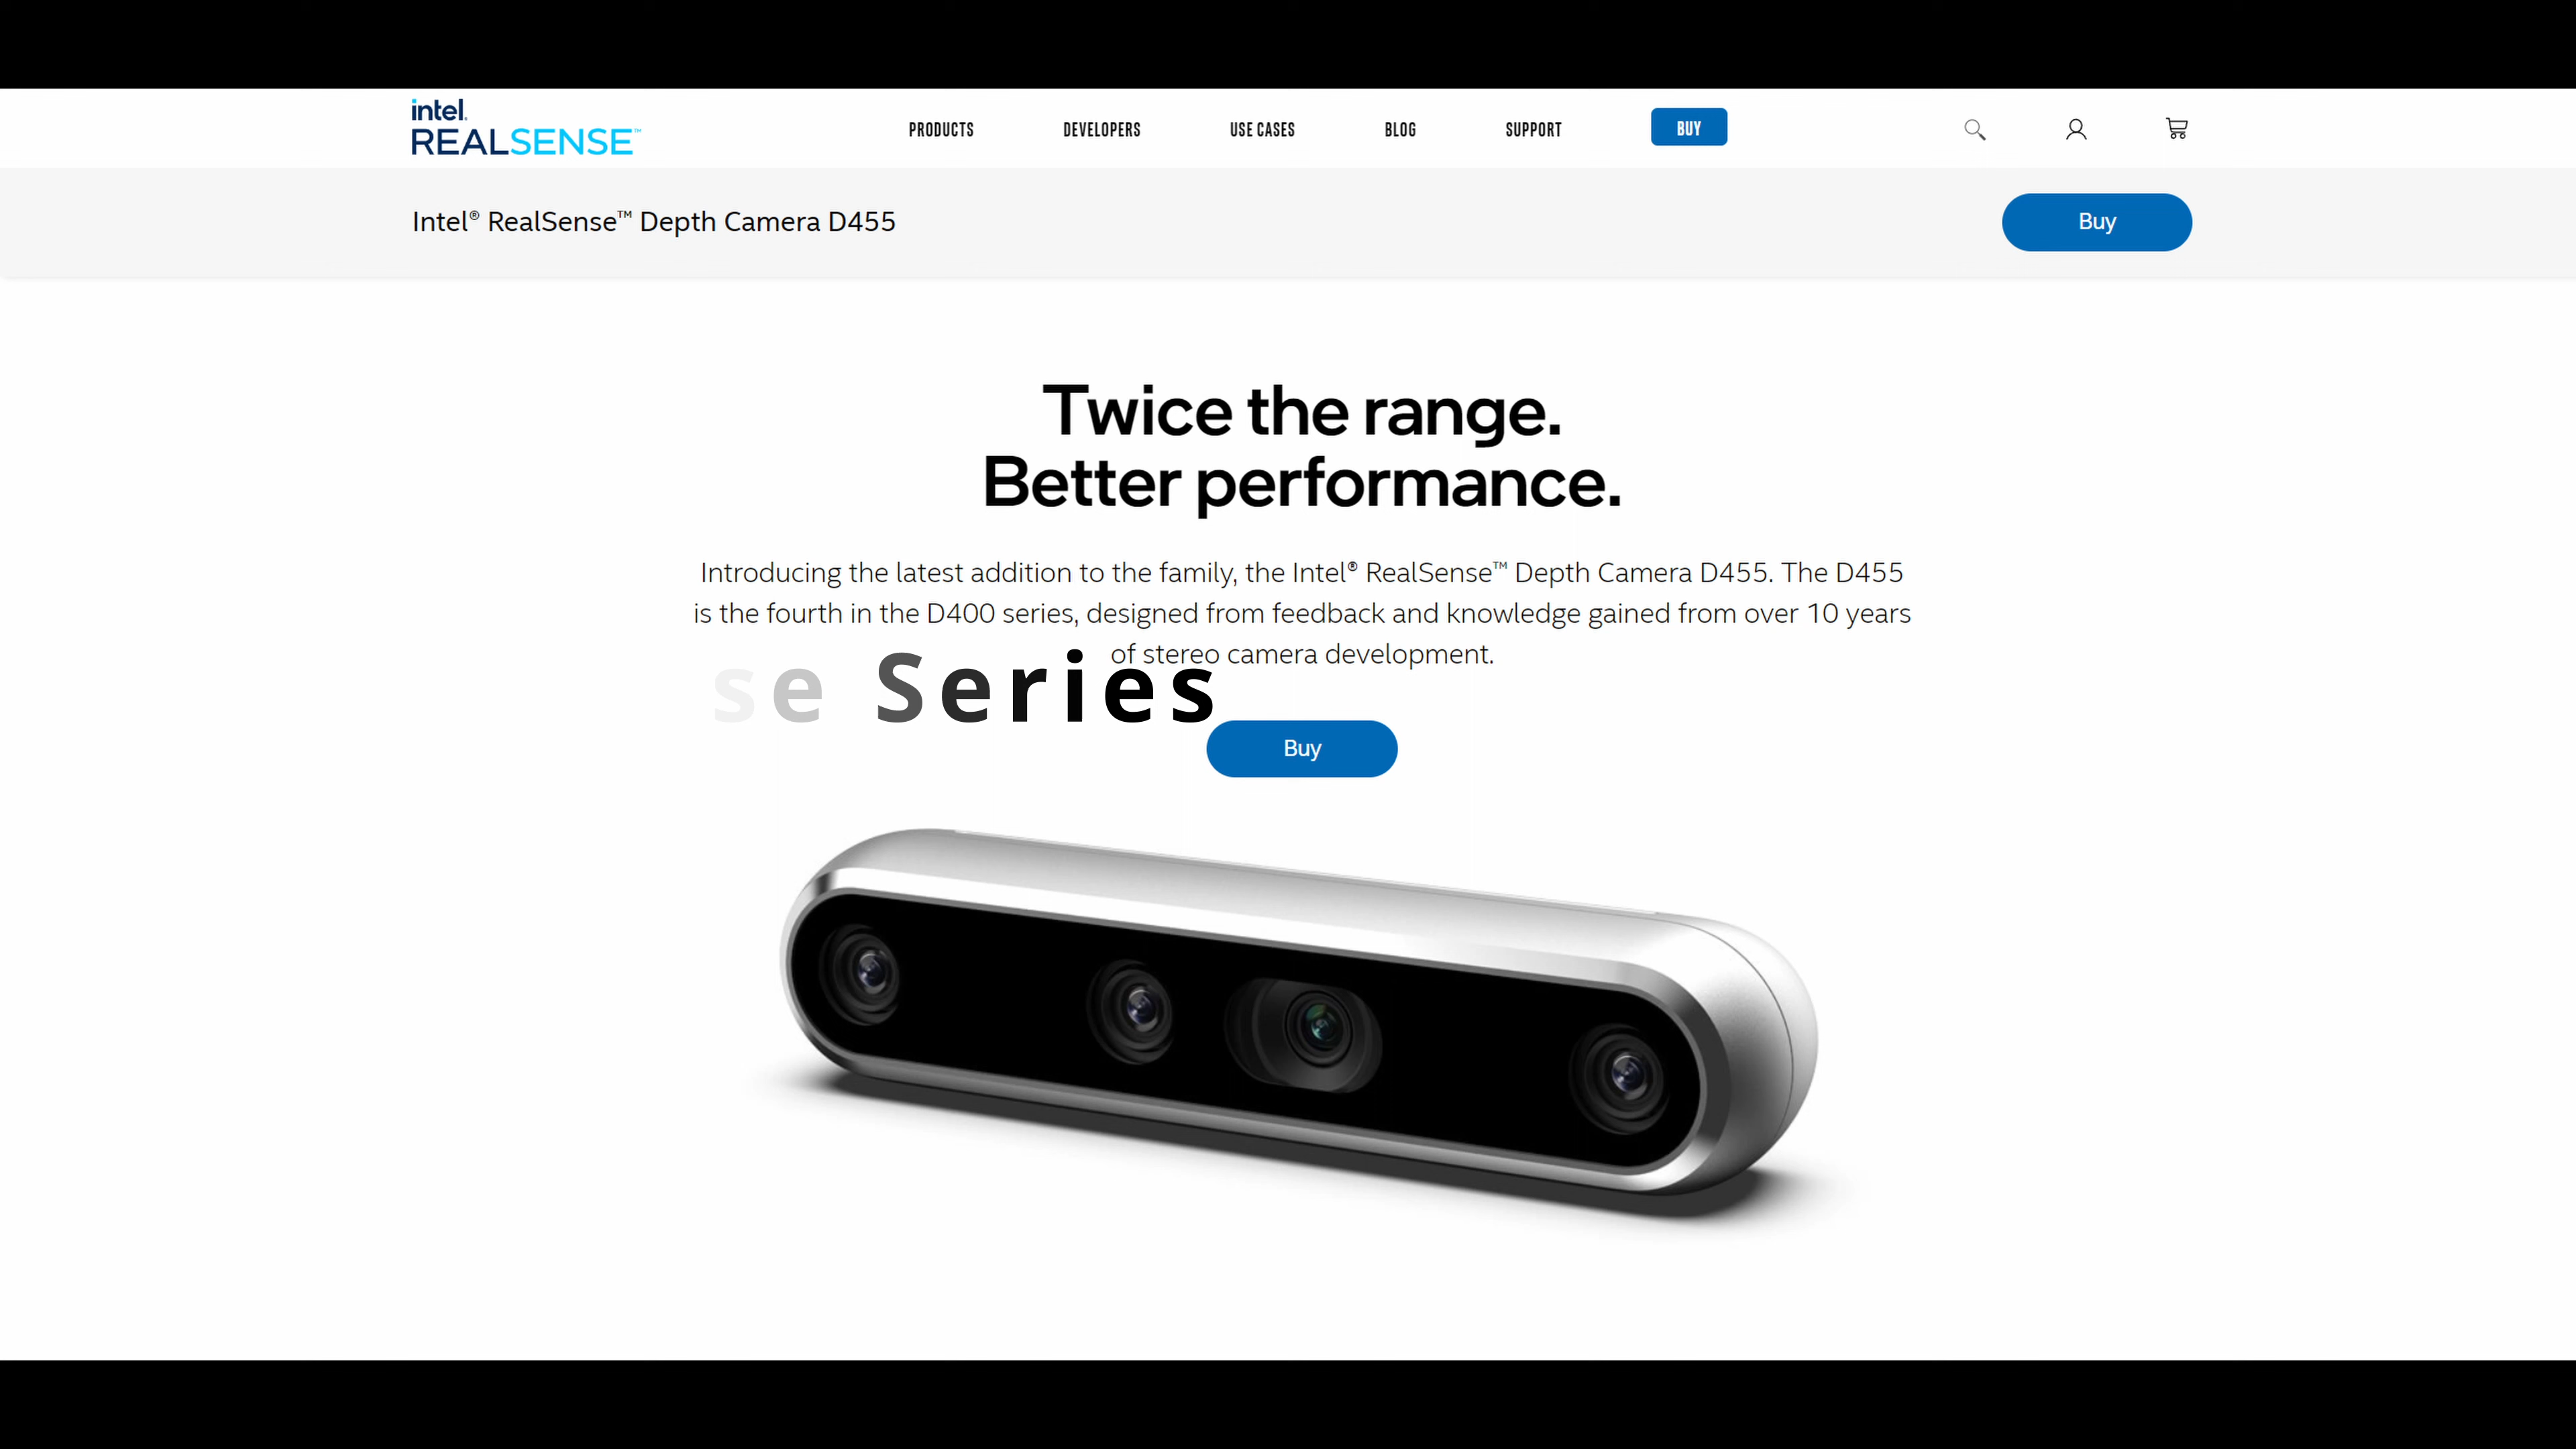 intel.
REALSENSE™
PRODUCTS
DEVELOPERS
USE CASES
BLOG
SUPPORT
BUY
Intel® RealSense™ Depth Camera D455
Buy
Twice the range.
Better performance.
Introducing the latest addition to the family, the Intel® RealSense™ Depth Camera D455. The D455
is the fourth in the D400 series, designed from feedback and knowledge gained from over 10 years
of stereo camera development.
se Series
Buy